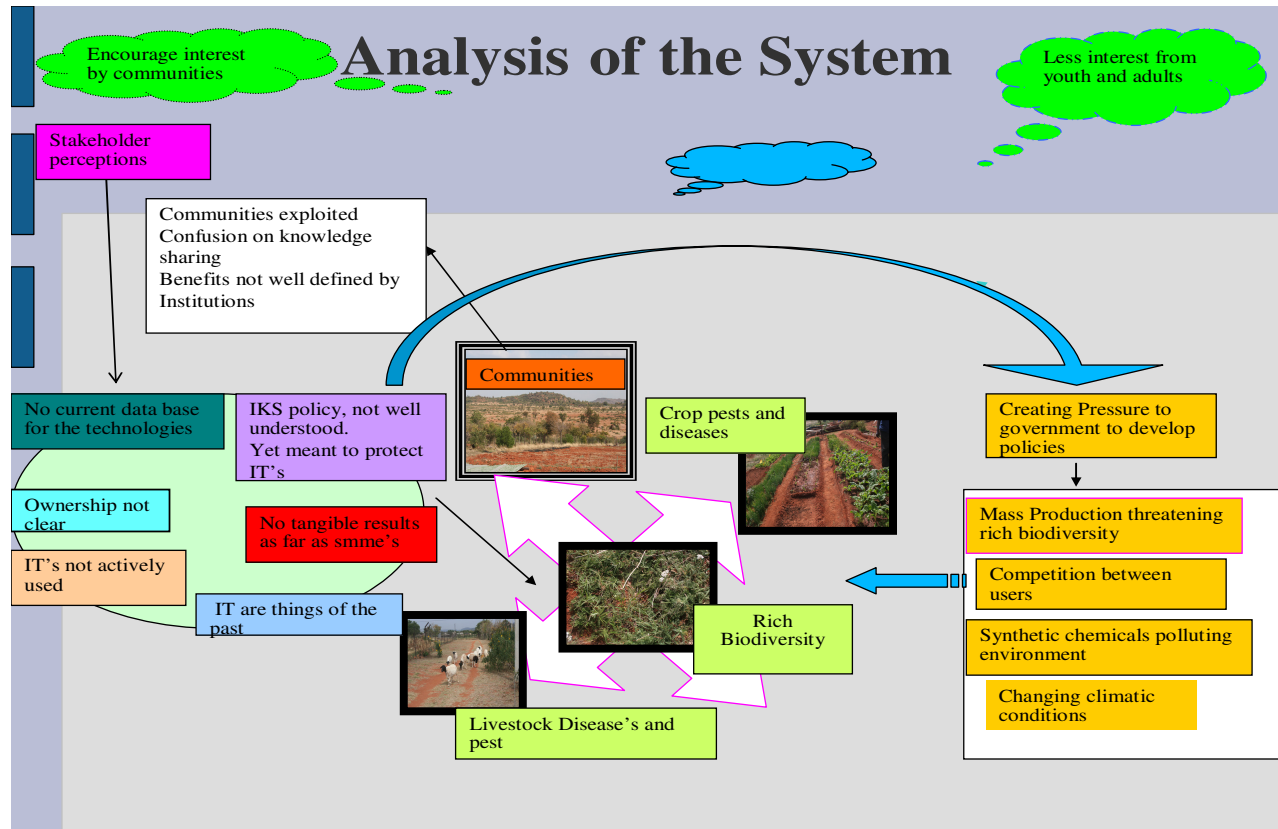 Encourage interest
by communities
Analysis of the System
Less interest from
youth and adults
Stakeholder
perceptions
Communities exploited
Confusion on knowledge
sharing
Benefits not well defined by
Institutions
Communities
No current data base
for the technologies
IKS policy, not well
understood.
Yet meant to protect
IT's
Crop pests and
diseases
Creating Pressure to
government to develop
policies
Ownership not
clear
No tangible results
as far as smme's
Mass Production threatening
rich biodiversity
IT's not actively
used
Competition between
users
IT are things of the
past
Rich
Biodiversity
Synthetic chemicals polluting
environment
Changing climatic
conditions
Livestock Disease's and
pest